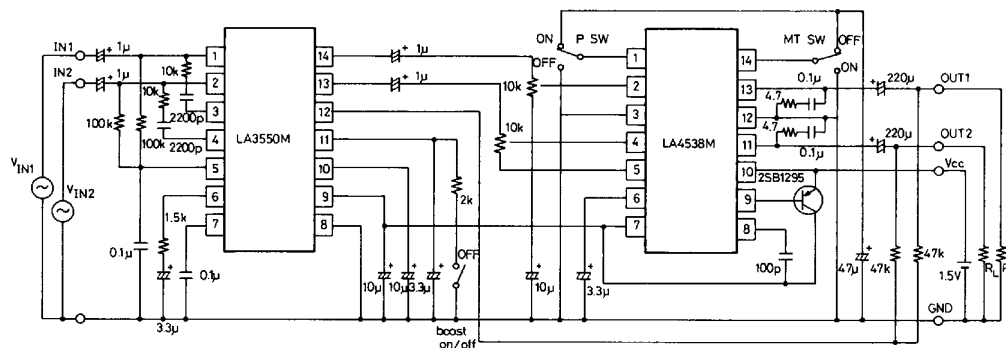 IN1
1µ
IN2
1µ
10k
10k
2200p
2200p
100k
100k
V IN1
V IN2
1.5k
0.1µ
3.3µ
0.1µ
1
2
3
4
5
6
7
LA3550M
14
13
12
11
10
9
8
1µ
1µ
10k
10k
2k
OFF
10µ
10µ
3.3µ
boost
on/off
10µ
3.3µ
ON
P SW
OFF
1
2
3
4
5
6
7
LA4538M
14
13
12
11
10
9
8
MT SW
OFF
ON
0.1µ
4.7
4.7
0.1µ
220µ
OUT1
220µ
OUT2
Vcc
2SB1295
100p
47µ
47k
47k
1.5V
RL
GND